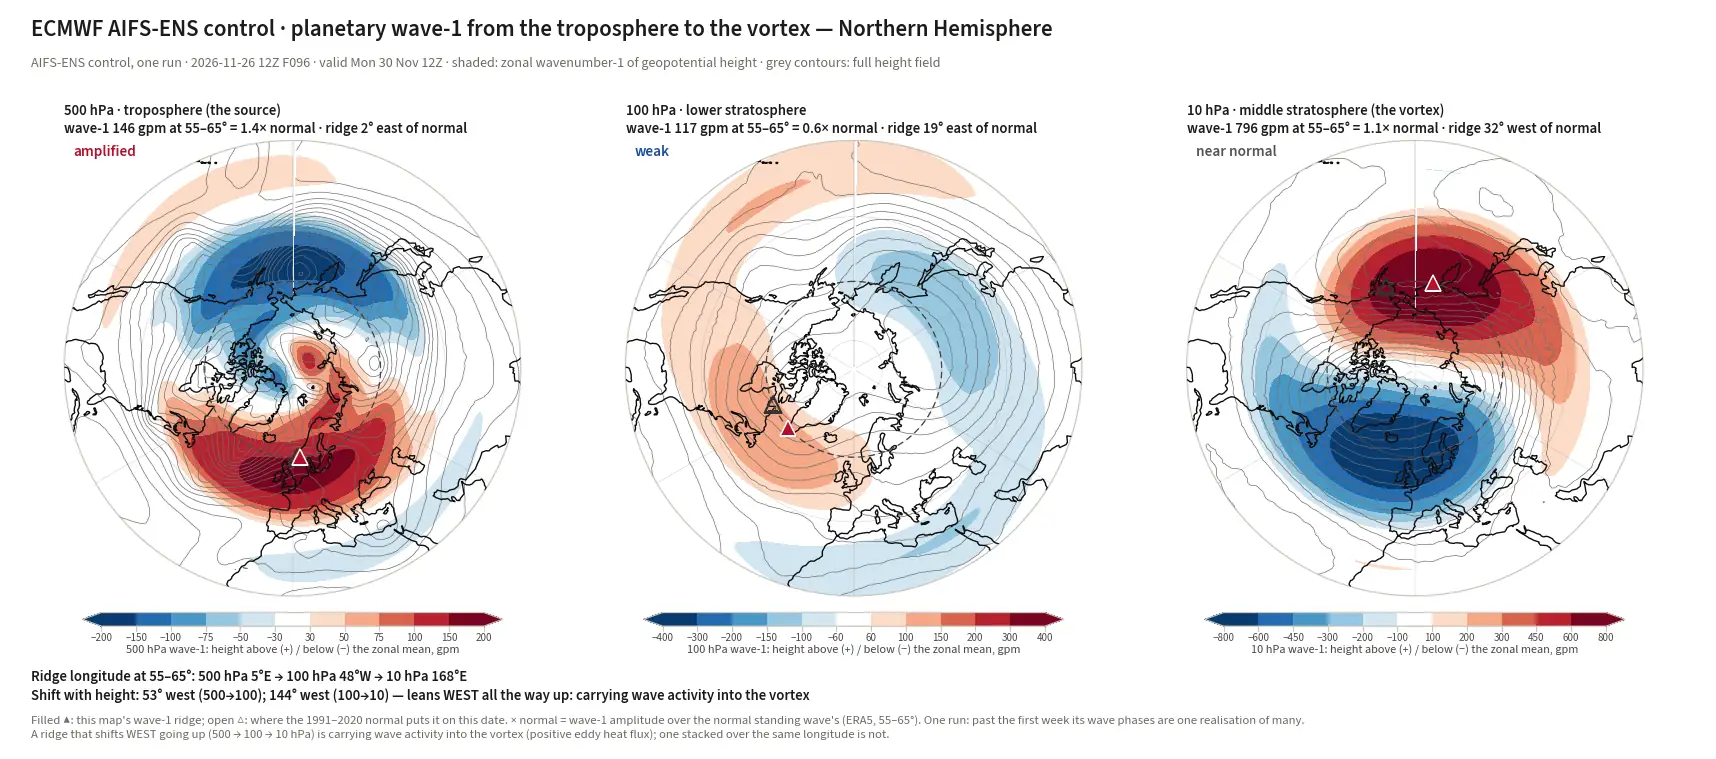 ECMWF AIFS-ENS control · planetary wave-1 from the troposphere to the vortex — Northern Hemisphere
AIFS-ENS control, one run · 2026-11-26 12Z F096 · valid Mon 30 Nov 12Z · shaded: zonal wavenumber-1 of geopotential height · grey contours: full height field
500 hPa · troposphere (the source)
wave-1 146 gpm at 55–65° = 1.4× normal · ridge 2° east of normal
amplified
100 hPa · lower stratosphere
wave-1 117 gpm at 55–65° = 0.6× normal · ridge 19° east of normal
weak
10 hPa · middle stratosphere (the vortex)
wave-1 796 gpm at 55–65° = 1.1× normal · ridge 32° west of normal
near normal
−200 −150 −100 −75 −50 −30 30 50 75 100 150 200
500 hPa wave-1: height above (+) / below (−) the zonal mean, gpm
−400 −300 −200 −150 −100 −60 60 100 150 200 300 400
100 hPa wave-1: height above (+) / below (−) the zonal mean, gpm
−800 −600 −450 −300 −200 −100 100 200 300 450 600 800
10 hPa wave-1: height above (+) / below (−) the zonal mean, gpm
Ridge longitude at 55–65°: 500 hPa 5°E → 100 hPa 48°W → 10 hPa 168°E
Shift with height: 53° west (500→100); 144° west (100→10) — leans WEST all the way up: carrying wave activity into the vortex
Filled ▲: this map's wave-1 ridge; open △: where the 1991–2020 normal puts it on this date. × normal = wave-1 amplitude over the normal standing wave's (ERA5, 55–65°). One run: past the first week its wave phases are one realisation of many.
A ridge that shifts WEST going up (500 → 100 → 10 hPa) is carrying wave activity into the vortex (positive eddy heat flux); one stacked over the same longitude is not.